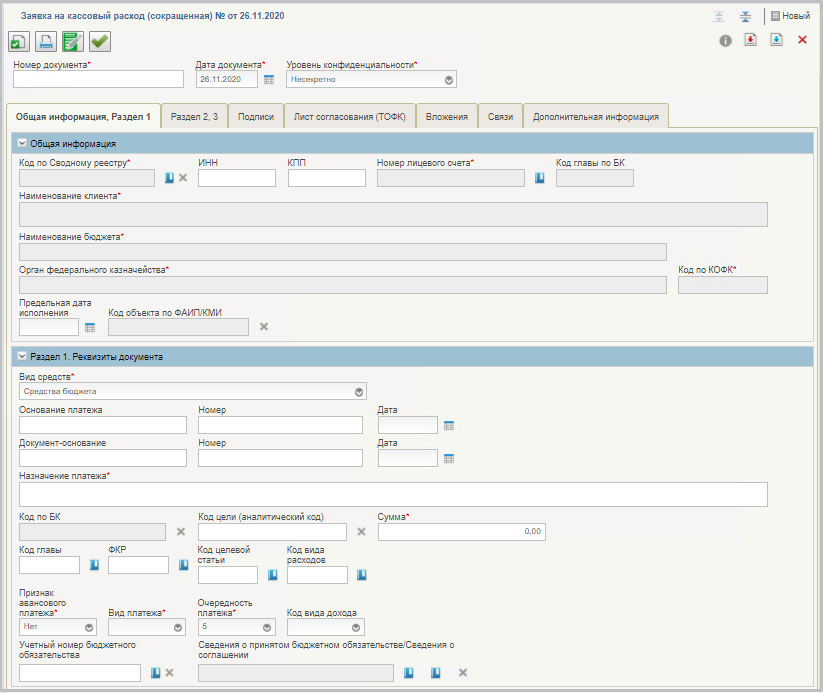 Заявка на кассовый расход (сокращенная) № от 26.11.2020
Новый
Номер документа* Дата документа* Уровень конфиденциальности*
26.11.2020 Несекретно
Общая информация, Раздел 1 Раздел 2, 3 Подписи Лист согласования (ТОФК) Вложения Связи Дополнительная информация
Общая информация
Код по Сводному реестру* ИНН КПП Номер лицевого счета* Код главы по БК
Наименование клиента*
Наименование бюджета*
Орган федерального казначейства* Код по КОФК*
Предельная дата
исполнения Код объекта по ФАИП/КМИ
Раздел 1. Реквизиты документа
Вид средств*
Средства бюджета
Основание платежа Номер Дата
Документ-основание Номер Дата
Назначение платежа*
Код по БК Код цели (аналитический код) Сумма*
0,00
Код главы ФКР Код целевой
статьи Код вида
расходов
Признак
авансового
платежа* Вид платежа* Очередность
платежа* Код вида дохода
Нет 5
Учетный номер бюджетного
обязательства Сведения о принятом бюджетном обязательстве/Сведения о
соглашении